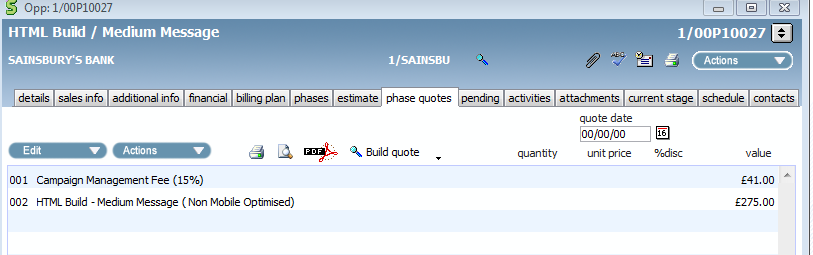 Opp: 1/00P10027
HTML Build / Medium Message 1/00P10027
SAINSBURY'S BANK 1/SAINSBU ABC Actions
details sales info additional info financial billing plan phases estimate phase quotes pending activities attachments current stage schedule contacts
quote date
00/00/00 16
Edit Actions PDF Build quote quantity unit price %disc value
001 Campaign Management Fee (15%) £41.00
002 HTML Build - Medium Message ( Non Mobile Optimised) £275.00